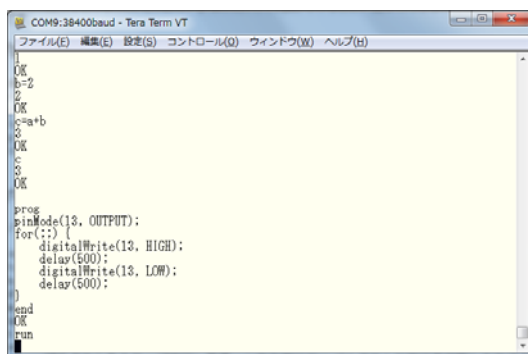 COM9:38400baud - Tera Term VT
ファイル(F) 編集(E) 設定(S) コントロール(O) ウィンドウ(W) ヘルプ(H)
1
OK
b=2
2
OK
c=a+b
3
OK
c
3
OK
prog
pinMode(13, OUTPUT);
for(;;) {
digitalWrite(13, HIGH);
delay(500);
digitalWrite(13, LOW);
delay(500);
}
end
OK
run